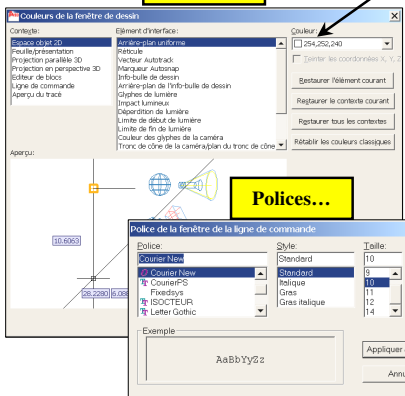 Couleurs de la fenêtre de dessin
Contexte:
Espace objet 2D
Feuille/présentation
Projection parallèle 3D
Projection en perspective 3D
Editeur de blocs
Ligne de commande
Aperçu du tracé
Elément d'interface:
Arrière-plan uniforme
Réticule
Vecteur Autotrack
Marqueur Autosnap
Info-bulle de dessin
Arrière-plan de l'info-bulle de dessin
Glyphes de lumière
Impact lumineux
Déperdition de lumière
Limite de début de lumière
Limite de fin de lumière
Couleur des glyphes de la caméra
Tronc de cône de la caméra/plan du tronc de cône
Couleur:
254,252,240
Teinter les coordonnées X, Y, Z
Restaurer l'élément courant
Restaurer le contexte courant
Restaurer tous les contextes
Rétablir les couleurs classiques
Aperçu:
10.6063
28.2280
Polices…
Police de la fenêtre de la ligne de commande
Police:
Courier New
Courier New
CourierPS
Fixedsys
ISOCTEUR
Letter Gothic
Style:
Standard
Standard
Italique
Gras
Gras italique
Taille:
10
9
10
11
12
14
Exemple
AaBbYyZz
Appliquer